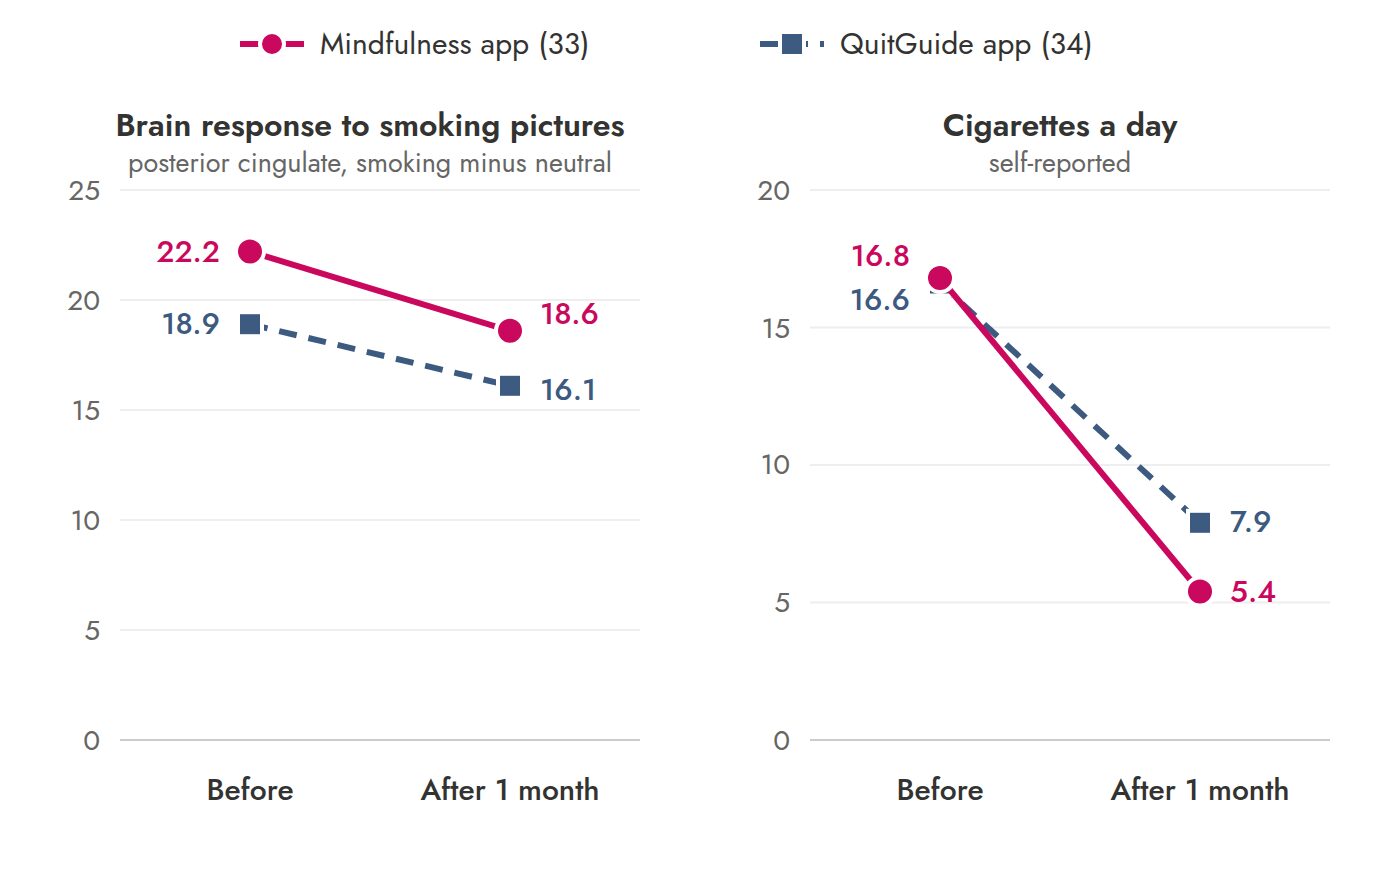 Mindfulness app (33)
QuitGuide app (34)
Brain response to smoking pictures
posterior cingulate, smoking minus neutral
25
20
15
10
5
0
22.2
18.9
18.6
16.1
Before
After 1 month
Cigarettes a day
self-reported
20
15
10
5
0
16.8
16.6
7.9
5.4
Before
After 1 month